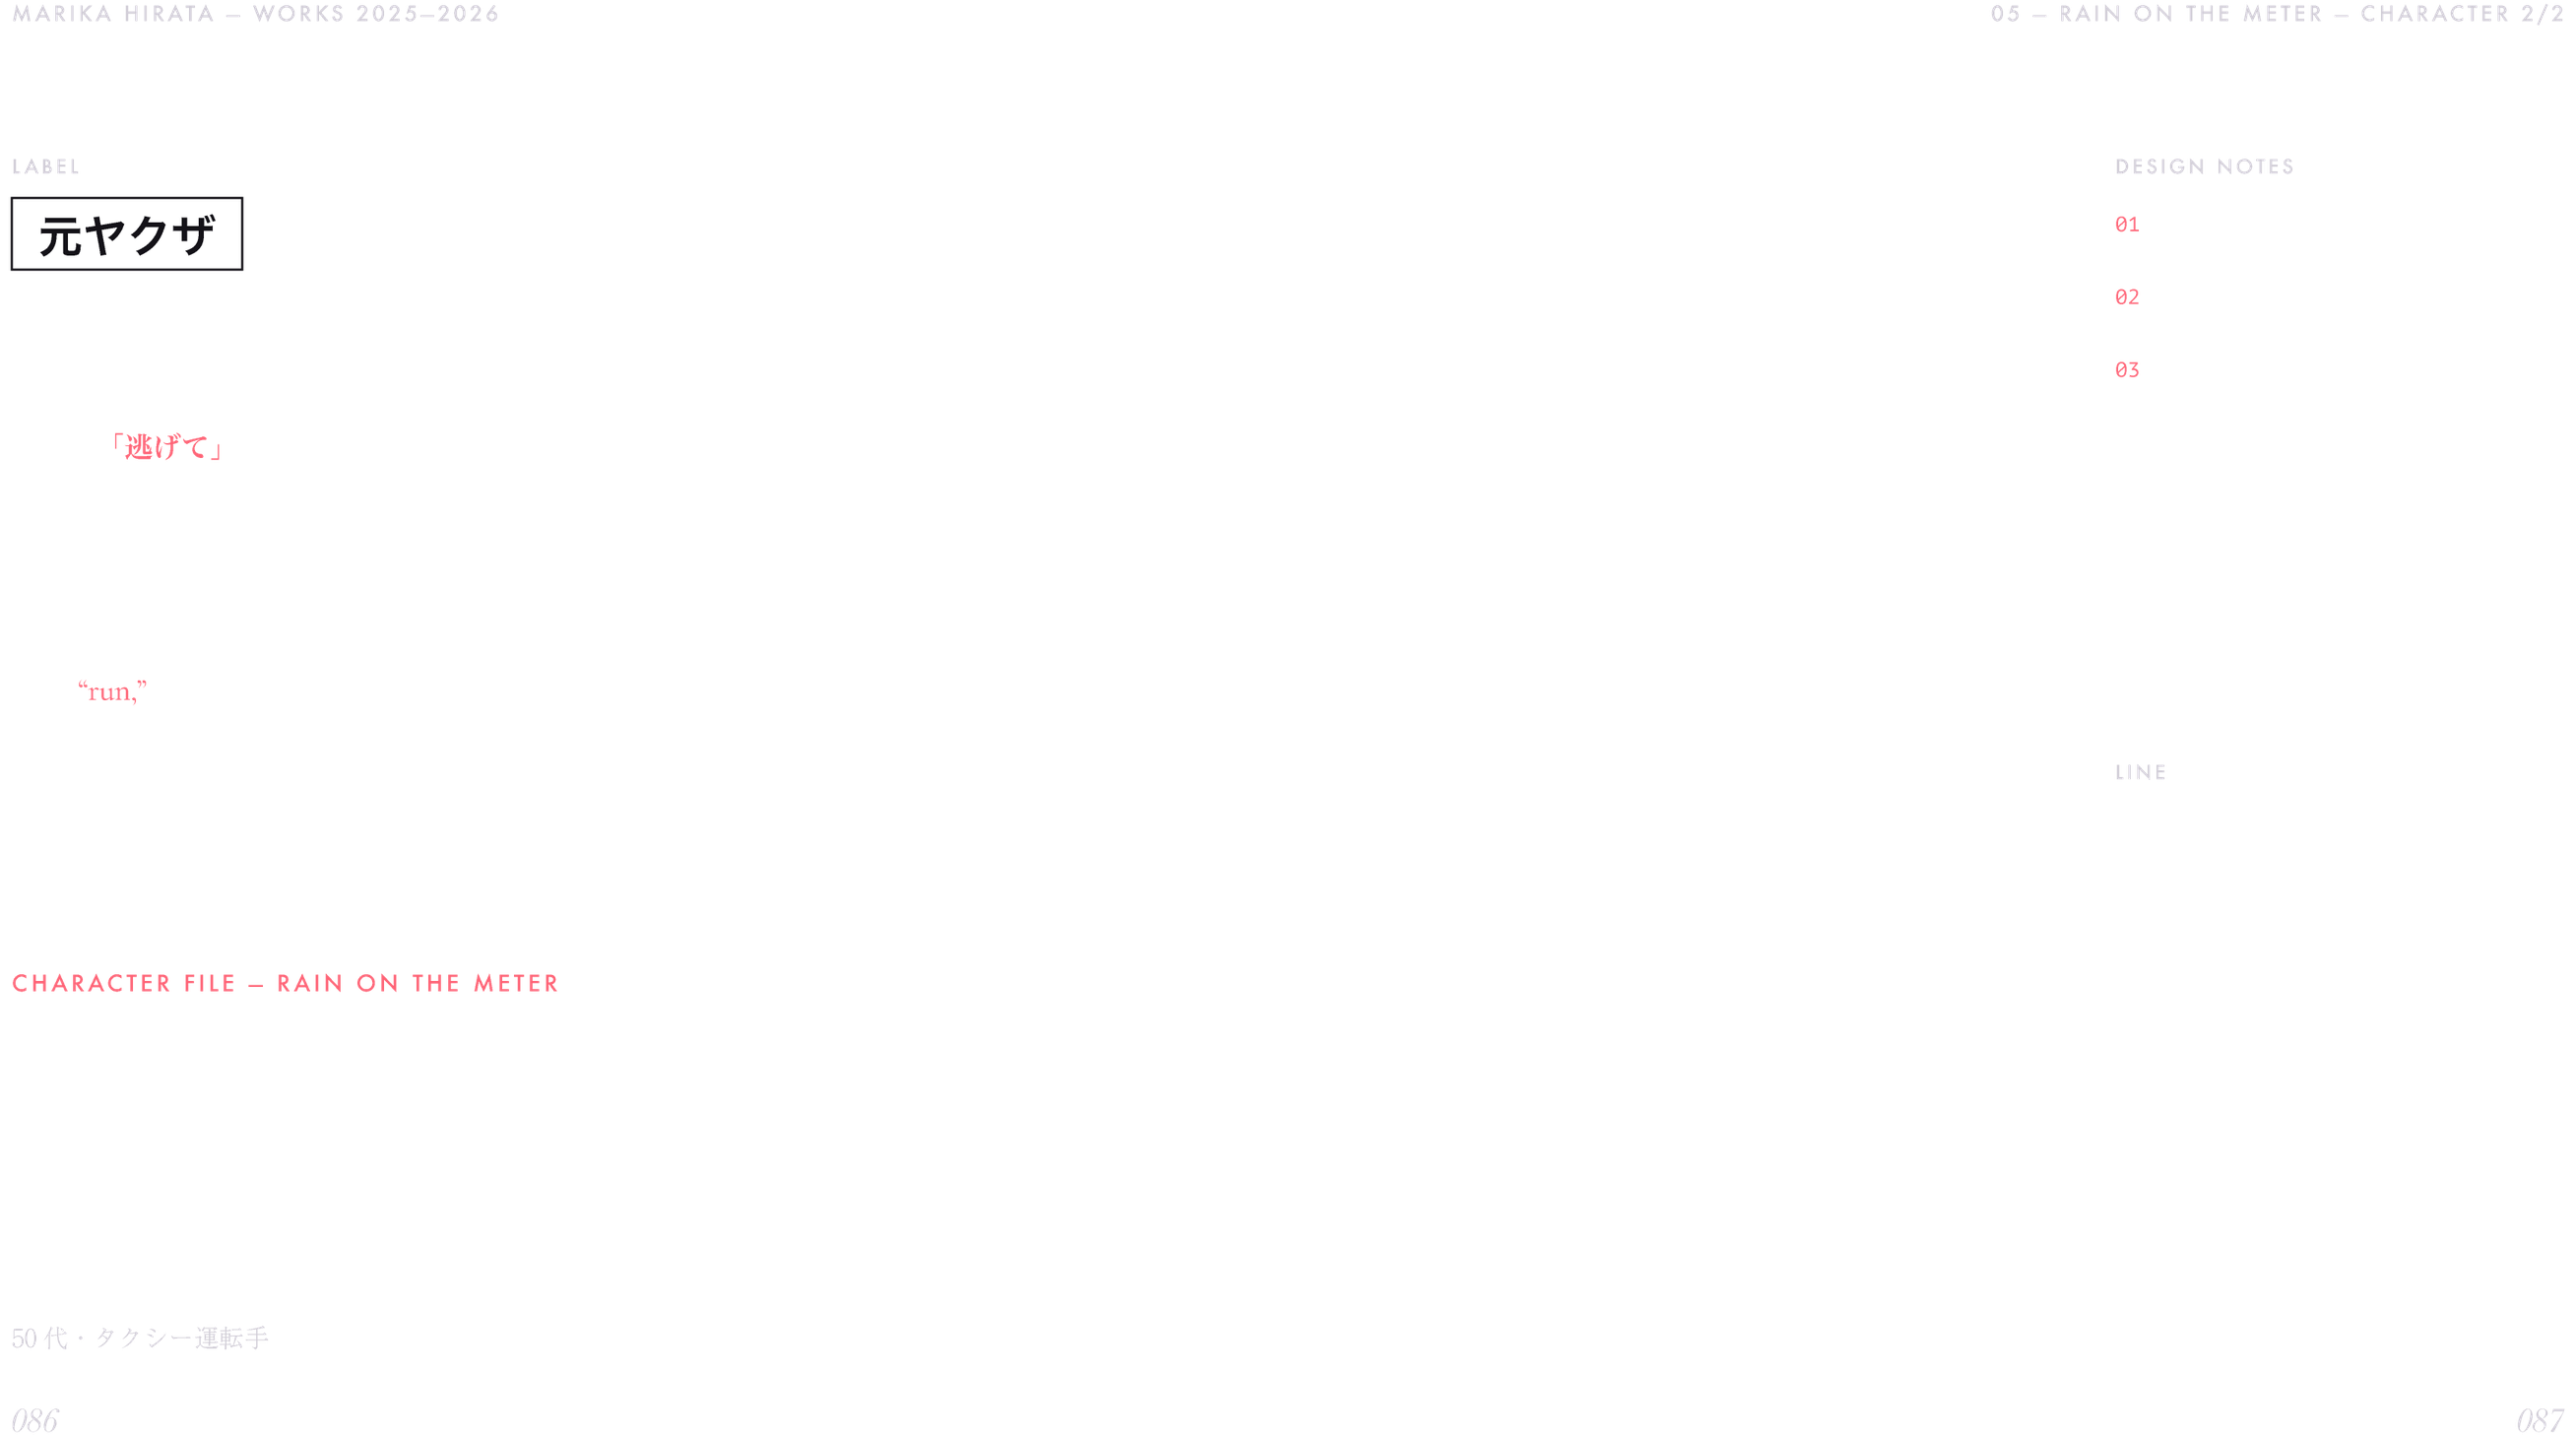 MARIKA HIRATA — WORKS 2025–2026
05 — RAIN ON THE METER — CHARACTER 2/2
LABEL
元ヤクザ
「逃げて」
“run,”
CHARACTER FILE — RAIN ON THE METER
50代・タクシー運転手
086
DESIGN NOTES
01
02
03
LINE
087